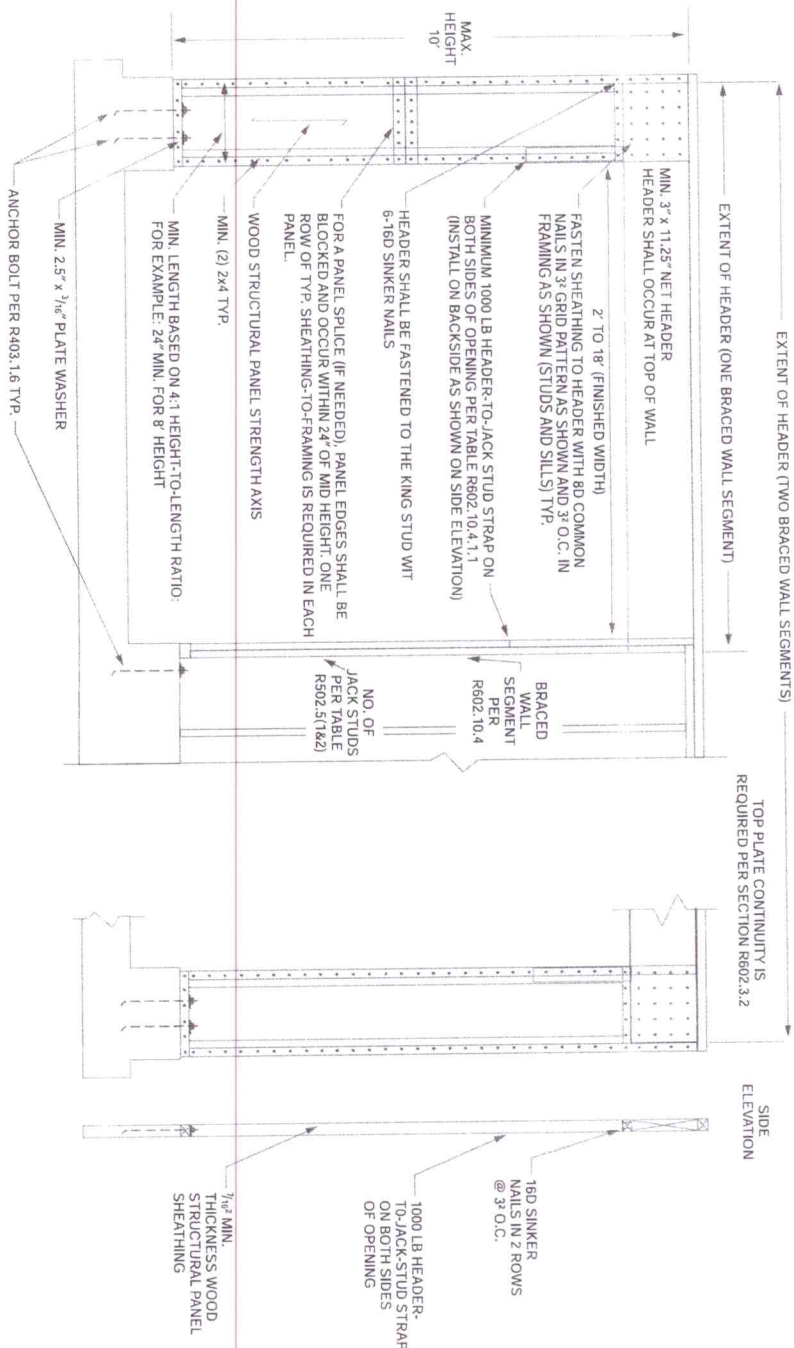 EXTENT OF HEADER (TWO BRACED WALL SEGMENTS)
EXTENT OF HEADER (ONE BRACED WALL SEGMENT)
TOP PLATE CONTINUITY IS
REQUIRED PER SECTION R602.3.2
SIDE
ELEVATION
MAX.
HEIGHT
10'
MIN. 3" x 11.25" NET HEADER
HEADER SHALL OCCUR AT TOP OF WALL
2' TO 18' (FINISHED WIDTH)
FASTEN SHEATHING TO HEADER WITH 8D COMMON
NAILS IN 3² GRID PATTERN AS SHOWN AND 3² O.C. IN
FRAMING AS SHOWN (STUDS AND SILLS) TYP.
MINIMUM 1000 LB HEADER-TO-JACK STUD STRAP ON
BOTH SIDES OF OPENING PER TABLE R602.10.4.1.1
(INSTALL ON BACKSIDE AS SHOWN ON SIDE ELEVATION)
HEADER SHALL BE FASTENED TO THE KING STUD WIT
6-16D SINKER NAILS
FOR A PANEL SPLICE (IF NEEDED), PANEL EDGES SHALL BE
BLOCKED AND OCCUR WITHIN 24" OF MID HEIGHT. ONE
ROW OF TYP. SHEATHING-TO-FRAMING IS REQUIRED IN EACH
PANEL.
WOOD STRUCTURAL PANEL STRENGTH AXIS
MIN. (2) 2x4 TYP.
MIN. LENGTH BASED ON 4:1 HEIGHT-TO-LENGTH RATIO:
FOR EXAMPLE: 24" MIN. FOR 8' HEIGHT
MIN. 2.5" x 3/16" PLATE WASHER
ANCHOR BOLT PER R403.1.6 TYP.
BRACED
WALL
SEGMENT
PER
R602.10.4
NO. OF
JACK STUDS
PER TABLE
R502.5(1&2)
16D SINKER
NAILS IN 2 ROWS
@ 3² O.C.
1000 LB HEADER-
TO-JACK-STUD STRAP
ON BOTH SIDES
OF OPENING
7/16² MIN.
THICKNESS WOOD
STRUCTURAL PANEL
SHEATHING